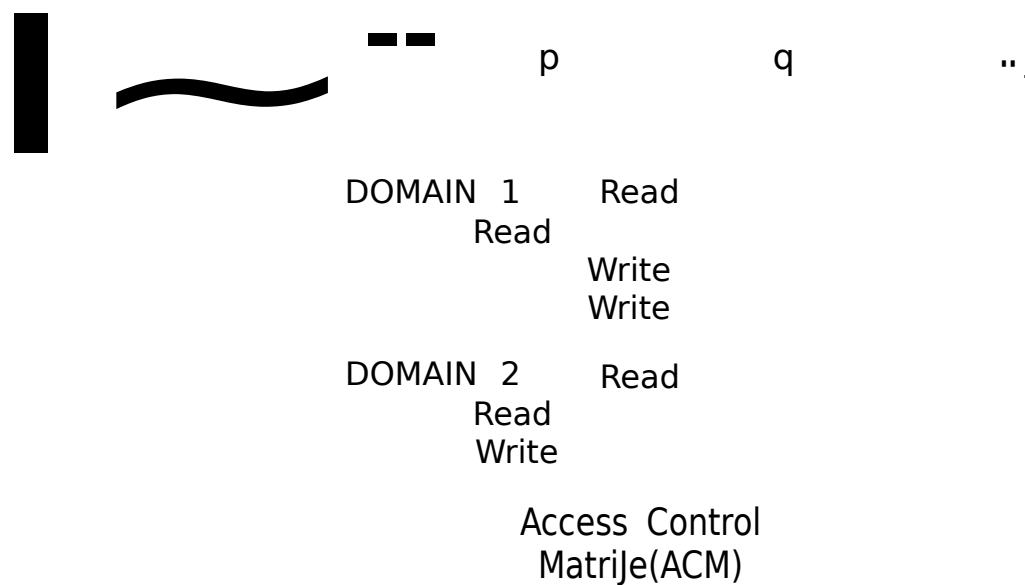 p q
DOMAIN 1 Read
Read
Write
Write
DOMAIN 2 Read
Read
Write
Access Control
MatriJe(ACM)